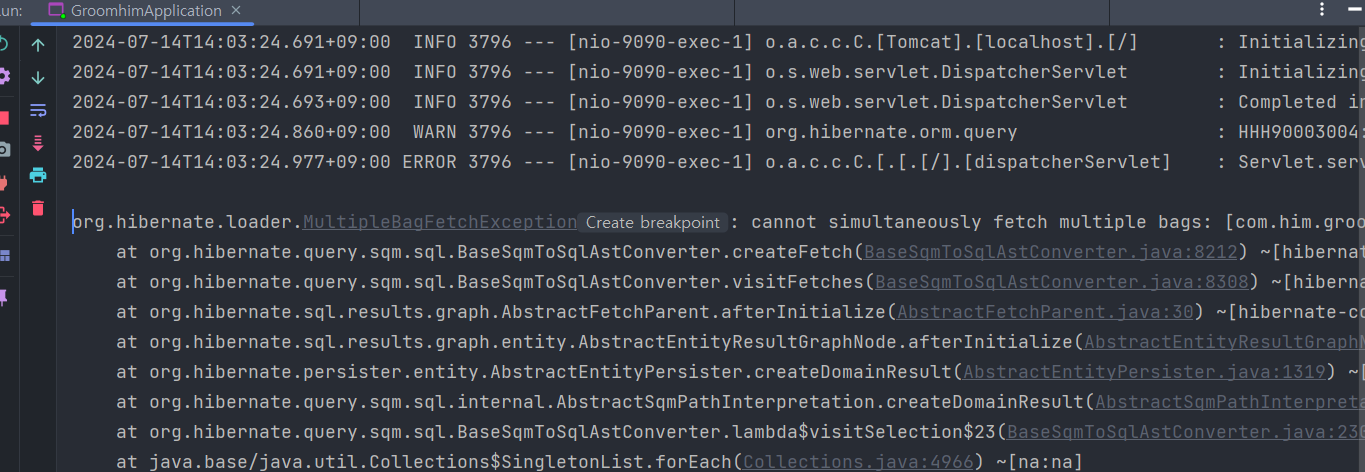 un: GroomhimApplication ×
2024-07-14T14:03:24.691+09:00  INFO 3796 --- [nio-9090-exec-1] o.a.c.c.C.[Tomcat].[localhost].[/]       : Initializing
2024-07-14T14:03:24.691+09:00  INFO 3796 --- [nio-9090-exec-1] o.s.web.servlet.DispatcherServlet        : Initializing
2024-07-14T14:03:24.693+09:00  INFO 3796 --- [nio-9090-exec-1] o.s.web.servlet.DispatcherServlet        : Completed in
2024-07-14T14:03:24.860+09:00  WARN 3796 --- [nio-9090-exec-1] org.hibernate.orm.query                  : HHH90003004:
2024-07-14T14:03:24.977+09:00 ERROR 3796 --- [nio-9090-exec-1] o.a.c.c.C.[.[.[/].[dispatcherServlet]    : Servlet.serv
org.hibernate.loader.MultipleBagFetchException Create breakpoint : cannot simultaneously fetch multiple bags: [com.him.groo
at org.hibernate.query.sqm.sql.BaseSqmToSqlAstConverter.createFetch(BaseSqmToSqlAstConverter.java:8212) ~[hibernat
at org.hibernate.query.sqm.sql.BaseSqmToSqlAstConverter.visitFetches(BaseSqmToSqlAstConverter.java:8308) ~[hiberna
at org.hibernate.sql.results.graph.AbstractFetchParent.afterInitialize(AbstractFetchParent.java:30) ~[hibernate-co
at org.hibernate.sql.results.graph.entity.AbstractEntityResultGraphNode.afterInitialize(AbstractEntityResultGraphN
at org.hibernate.persister.entity.AbstractEntityPersister.createDomainResult(AbstractEntityPersister.java:1319) ~[
at org.hibernate.query.sqm.sql.internal.AbstractSqmPathInterpretation.createDomainResult(AbstractSqmPathInterpreta
at org.hibernate.query.sqm.sql.BaseSqmToSqlAstConverter.lambda$visitSelection$23(BaseSqmToSqlAstConverter.java:230
at java.base/java.util.Collections$SingletonList.forEach(Collections.java:4966) ~[na:na]